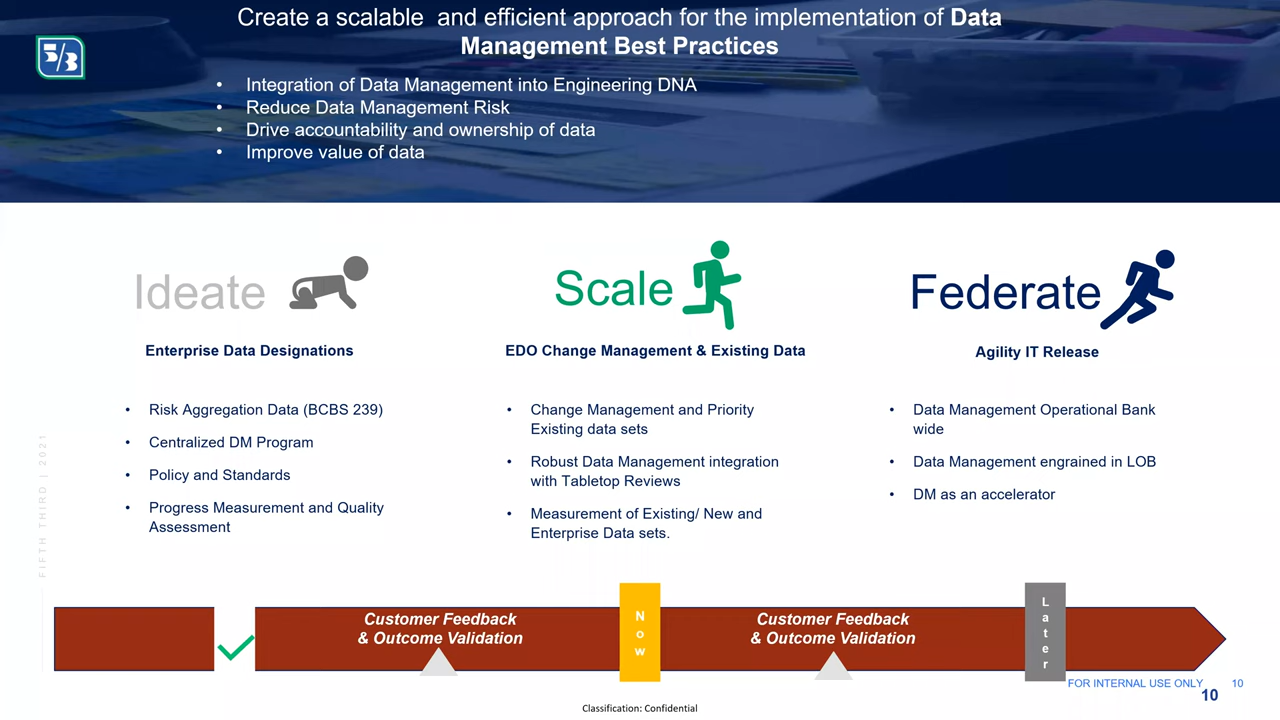 Create a scalable and efficient approach for the implementation of Data
Management Best Practices
5/3
• Integration of Data Management into Engineering DNA
• Reduce Data Management Risk
• Drive accountability and ownership of data
• Improve value of data
Ideate
Enterprise Data Designations
• Risk Aggregation Data (BCBS 239)
• Centralized DM Program
• Policy and Standards
• Progress Measurement and Quality
Assessment
Scale
EDO Change Management & Existing Data
• Change Management and Priority
Existing data sets
• Robust Data Management integration
with Tabletop Reviews
• Measurement of Existing/ New and
Enterprise Data sets.
Federate
Agility IT Release
• Data Management Operational Bank
wide
• Data Management engrained in LOB
• DM as an accelerator
FIFTH THIRD | 2021
Customer Feedback
& Outcome Validation
Now
Customer Feedback
& Outcome Validation
Later
FOR INTERNAL USE ONLY 10
10
Classification: Confidential